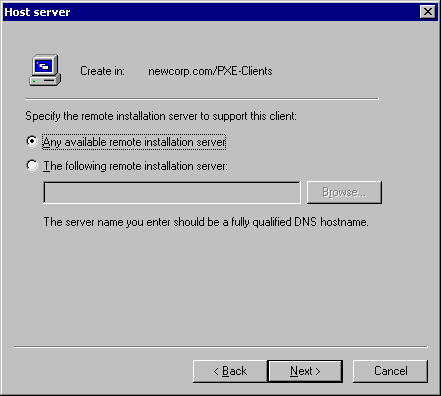 Host server
Create in: newcorp.com/PXE-Clients
Specify the remote installation server to support this client:
Any available remote installation server
The following remote installation server:
Browse...
The server name you enter should be a fully qualified DNS hostname.
< Back Next > Cancel